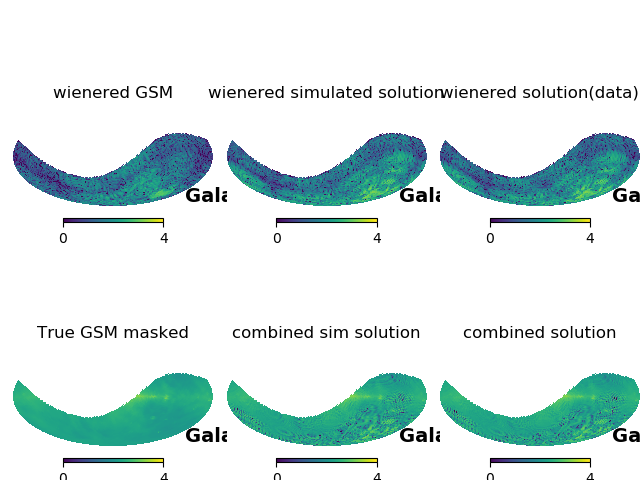 wienered GSM
wienered simulated solution
wienered solution(data)
Gala
Gala
Ga
0 4
0 4
0 4
True GSM masked
combined sim solution
combined solution
Gala
Gala
Ga
0 4
0 4
0 4